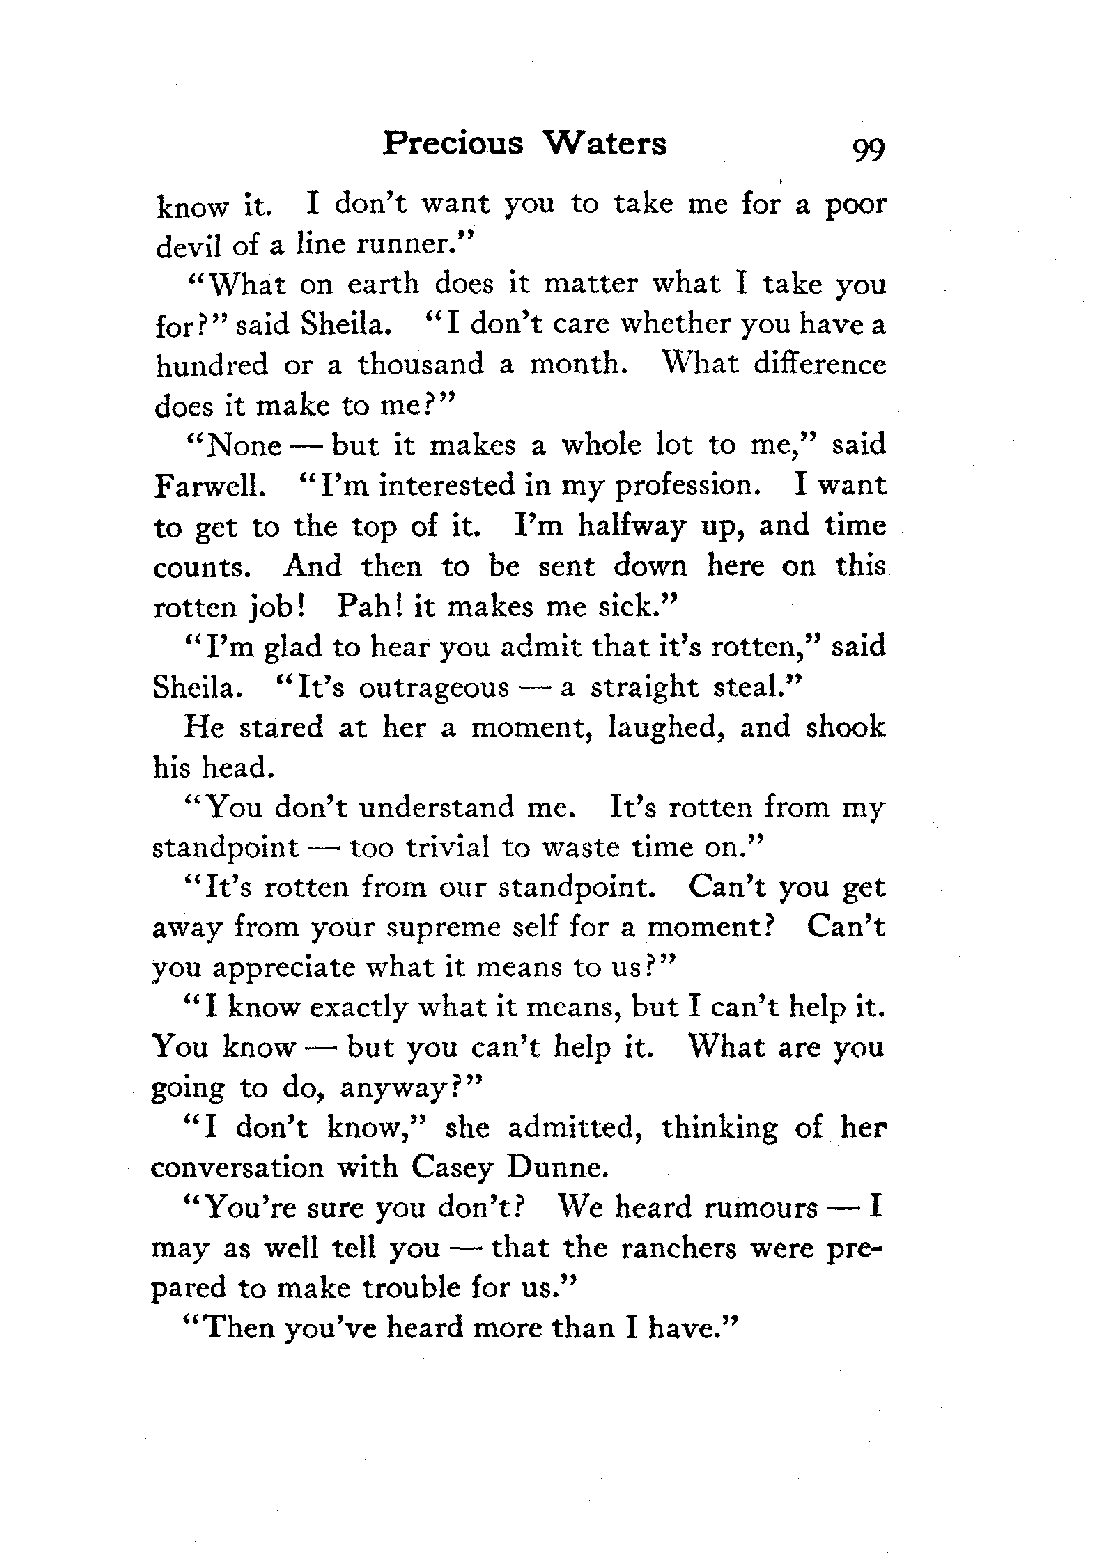 Precious Waters 99
know it. I don't want you to take me for a poor
devil of a line runner."
"What on earth does it matter what I take you
for?" said Sheila. "I don't care whether you have a
hundred or a thousand a month. What difference
does it make to me?"
"None — but it makes a whole lot to me," said
Farwell. "I'm interested in my profession. I want
to get to the top of it. I'm halfway up, and time
counts. And then to be sent down here on this
rotten job! Pah! it makes me sick."
"I'm glad to hear you admit that it's rotten," said
Sheila. "It's outrageous — a straight steal."
He stared at her a moment, laughed, and shook
his head.
"You don't understand me. It's rotten from my
standpoint — too trivial to waste time on."
"It's rotten from our standpoint. Can't you get
away from your supreme self for a moment? Can't
you appreciate what it means to us?"
"I know exactly what it means, but I can't help it.
You know — but you can't help it. What are you
going to do, anyway?"
"I don't know," she admitted, thinking of her
conversation with Casey Dunne.
"You're sure you don't? We heard rumours — I
may as well tell you — that the ranchers were pre-
pared to make trouble for us."
"Then you've heard more than I have."